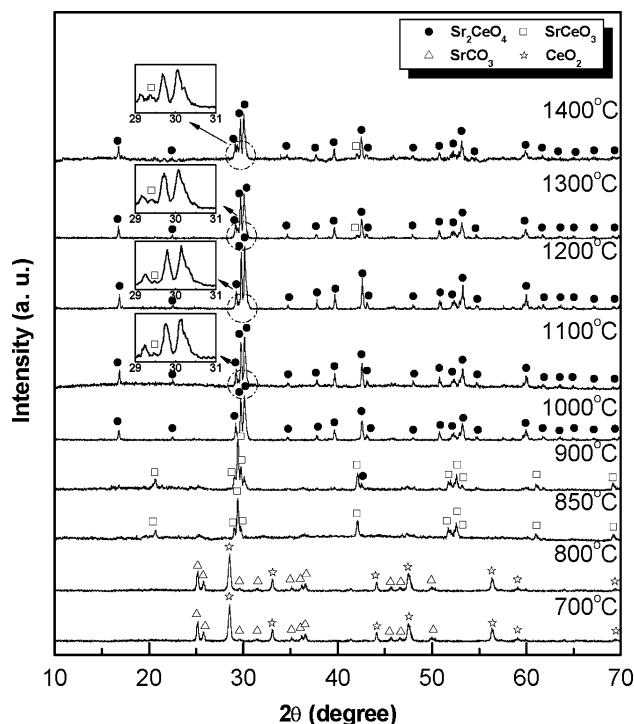 ● Sr₂CeO₄ □ SrCeO₃
△ SrCO₃ ☆ CeO₂
1400°C
29 30 31
1300°C
29 30 31
1200°C
29 30 31
1100°C
29 30 31
1000°C
900°C
850°C
800°C
700°C
Intensity (a. u.)
10 20 30 40 50 60 70
2θ (degree)